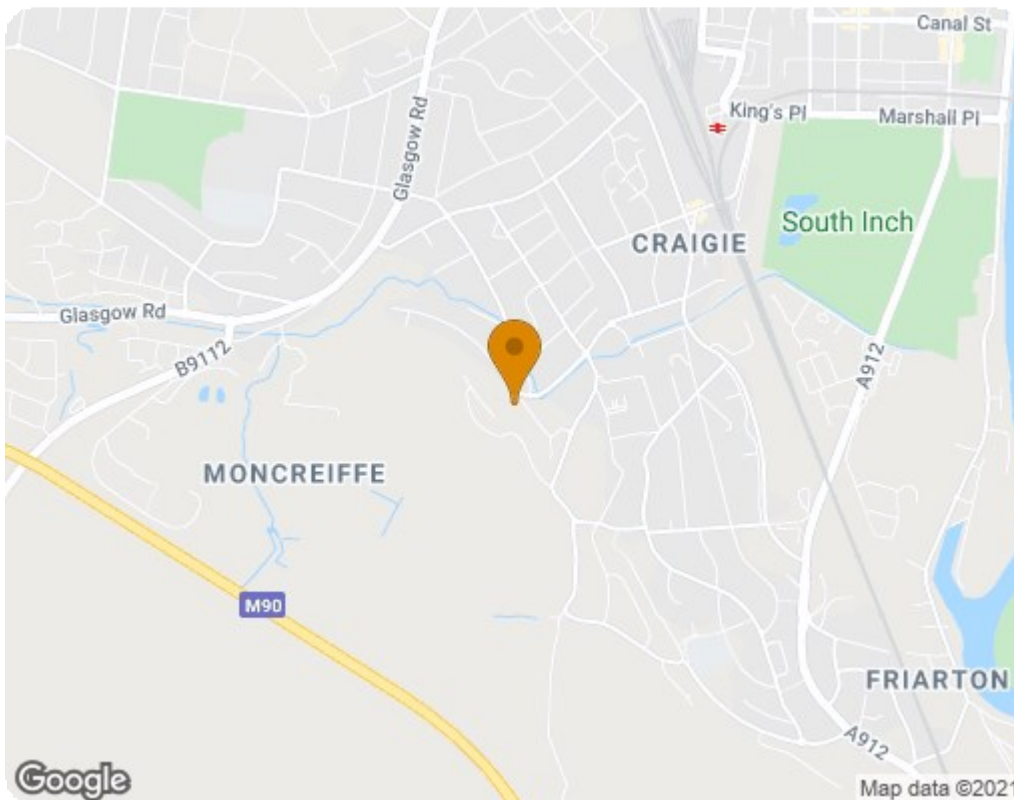 Canal St
King's Pl
Marshall Pl
Glasgow Rd
South Inch
CRAIGIE
Glasgow Rd
B9112
A912
MONCREIFFE
M90
FRIARTON
A912
Google
Map data ©2021